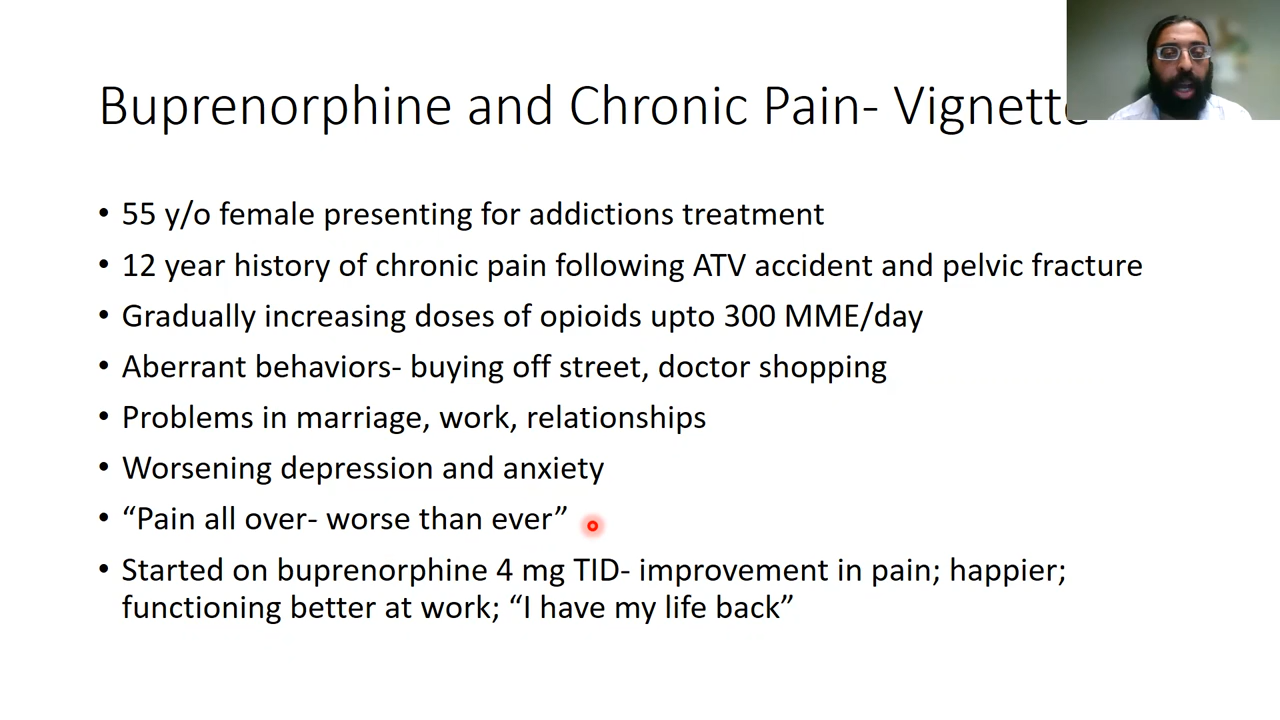 Buprenorphine and Chronic Pain- Vignette
• 55 y/o female presenting for addictions treatment
• 12 year history of chronic pain following ATV accident and pelvic fracture
• Gradually increasing doses of opioids upto 300 MME/day
• Aberrant behaviors- buying off street, doctor shopping
• Problems in marriage, work, relationships
• Worsening depression and anxiety
• “Pain all over- worse than ever”
• Started on buprenorphine 4 mg TID- improvement in pain; happier;
functioning better at work; “I have my life back”